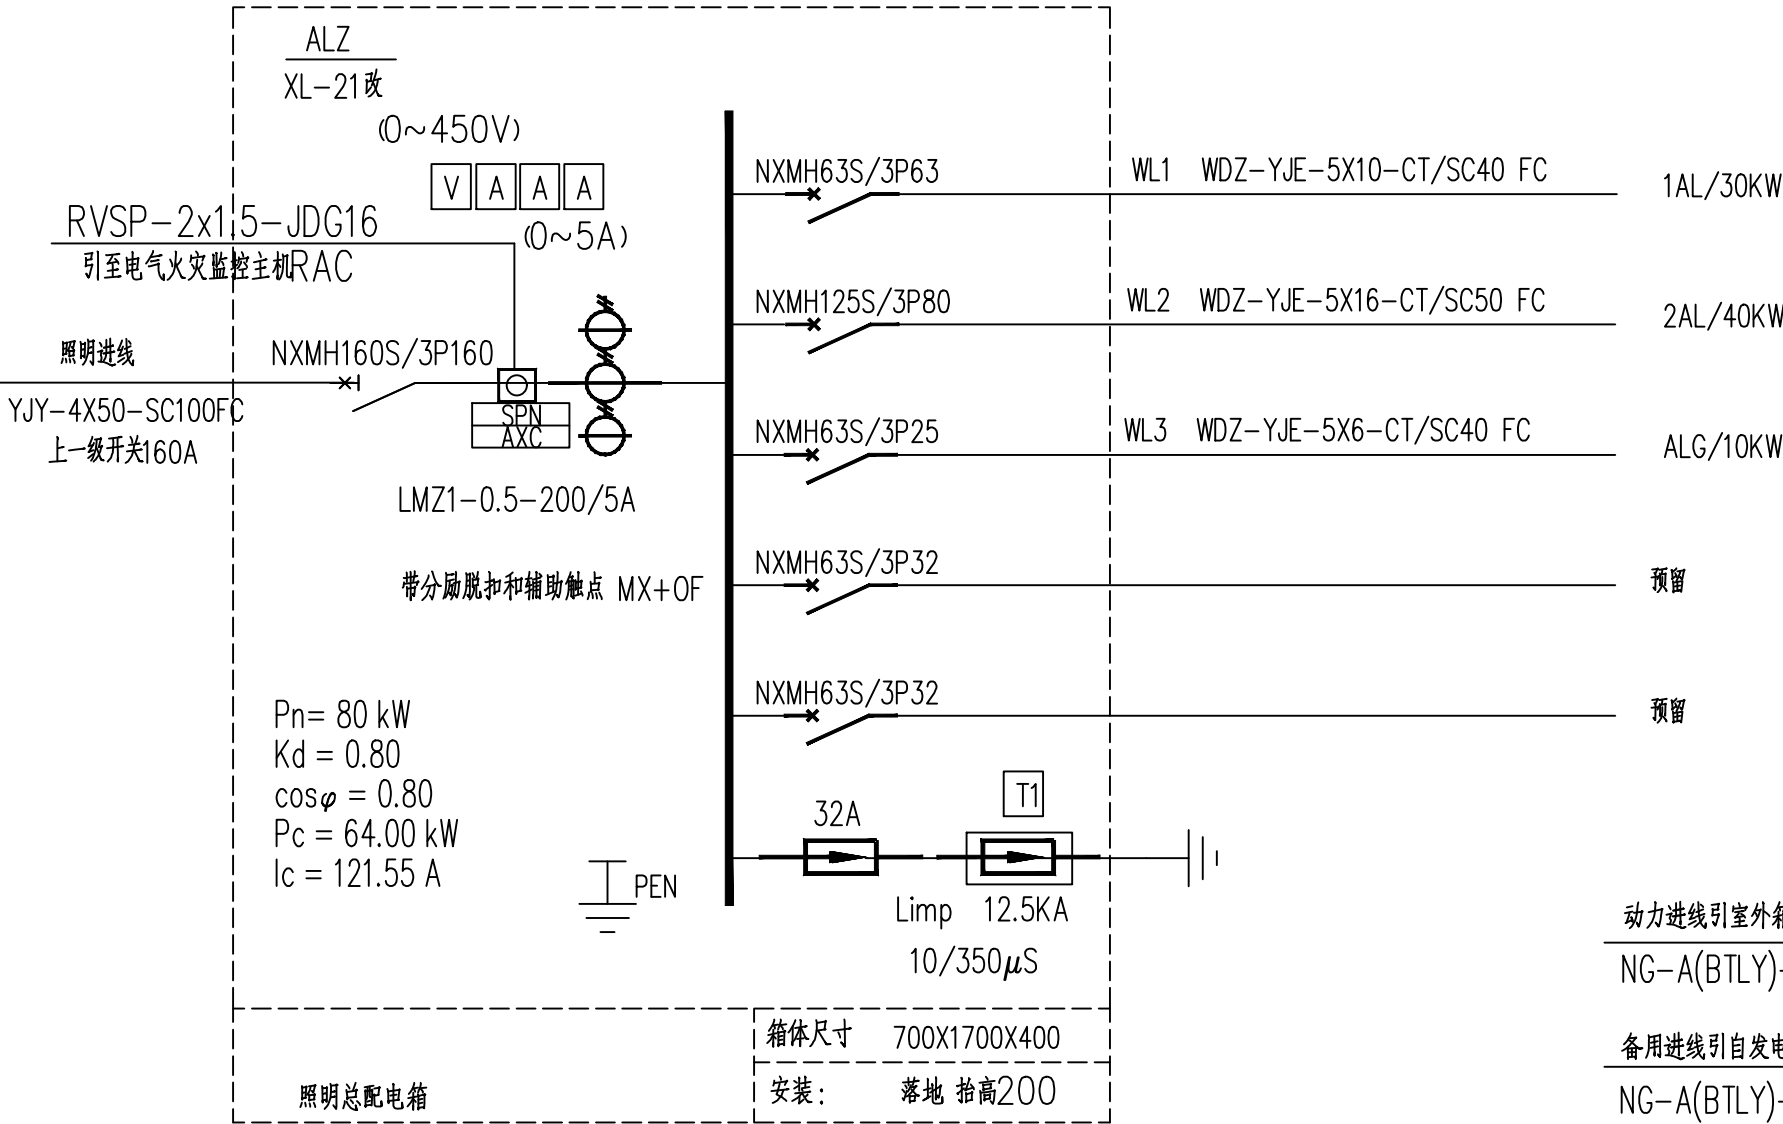 ALZ
XL-21改
(0~450V)
V A A A
(0~5A)
RVSP-2x1.5-JDG16
引至电气火灾监控主机RAC
照明进线
NXMH160S/3P160
YJY-4X50-SC100FC
上一级开关160A
SPN
AXC
LMZ1-0.5-200/5A
带分励脱扣和辅助触点 MX+OF
NXMH63S/3P63
WL1 WDZ-YJE-5X10-CT/SC40 FC
1AL/30KW
NXMH125S/3P80
WL2 WDZ-YJE-5X16-CT/SC50 FC
2AL/40KW
NXMH63S/3P25
WL3 WDZ-YJE-5X6-CT/SC40 FC
ALG/10KW
NXMH63S/3P32
预留
NXMH63S/3P32
预留
Pn= 80 kW
Kd = 0.80
cosφ = 0.80
Pc = 64.00 kW
Ic = 121.55 A
PEN
32A
T1
Limp 12.5KA
10/350μS
动力进线引室外箱
NG-A(BTLY)-
备用进线引自发电
NG-A(BTLY)-
箱体尺寸 700X1700X400
照明总配电箱
安装: 落地 抬高200